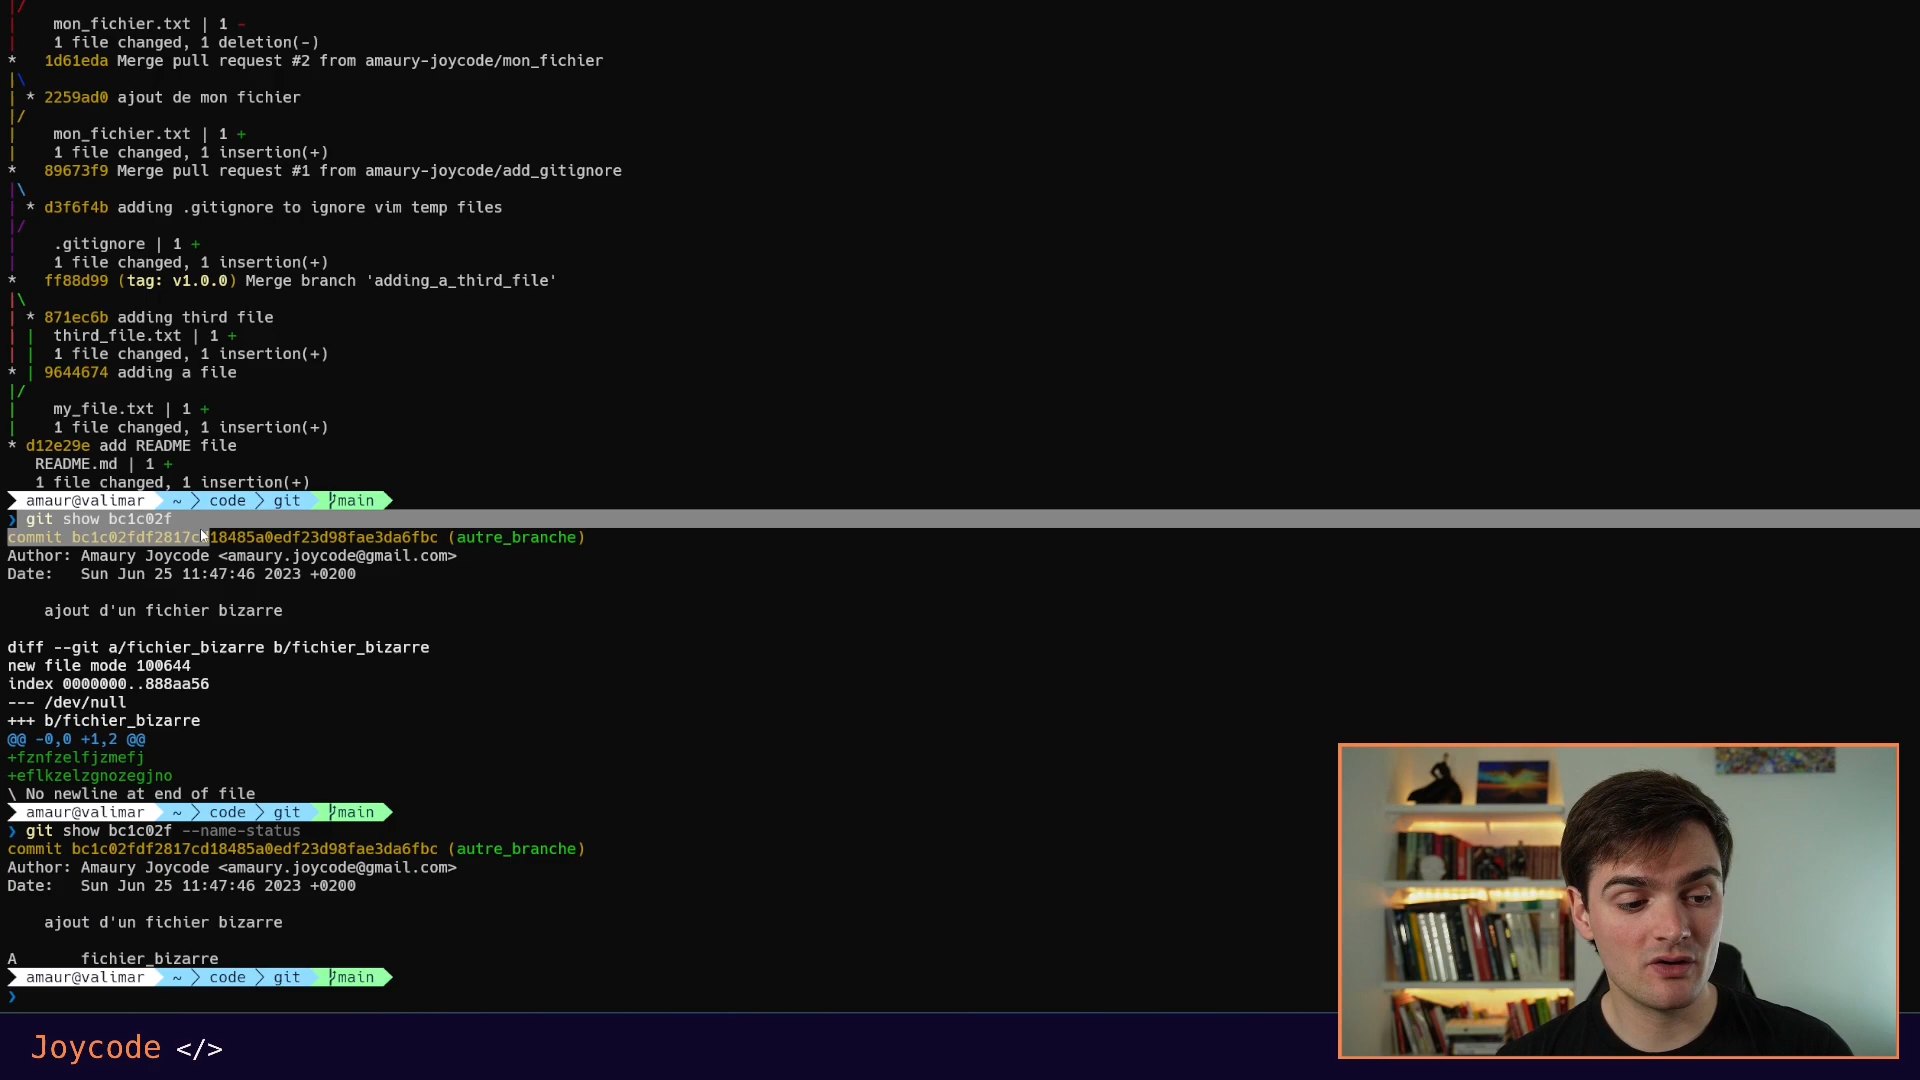 |/
|    mon_fichier.txt | 1 -
|    1 file changed, 1 deletion(-)
*   1d61eda Merge pull request #2 from amaury-joycode/mon_fichier
|\
| * 2259ad0 ajout de mon fichier
|/
|    mon_fichier.txt | 1 +
|    1 file changed, 1 insertion(+)
*   89673f9 Merge pull request #1 from amaury-joycode/add_gitignore
|\
| * d3f6f4b adding .gitignore to ignore vim temp files
|/
|    .gitignore | 1 +
|    1 file changed, 1 insertion(+)
*   ff88d99 (tag: v1.0.0) Merge branch 'adding_a_third_file'
|\
| * 871ec6b adding third file
| |  third_file.txt | 1 +
| |  1 file changed, 1 insertion(+)
* | 9644674 adding a file
|/
|    my_file.txt | 1 +
|    1 file changed, 1 insertion(+)
* d12e29e add README file
   README.md | 1 +
   1 file changed, 1 insertion(+)
amaur@valimar ~ code git main
❯ git show bc1c02f
commit bc1c02fdf2817cd18485a0edf23d98fae3da6fbc (autre_branche)
Author: Amaury Joycode <amaury.joycode@gmail.com>
Date:   Sun Jun 25 11:47:46 2023 +0200
    ajout d'un fichier bizarre
diff --git a/fichier_bizarre b/fichier_bizarre
new file mode 100644
index 0000000..888aa56
--- /dev/null
+++ b/fichier_bizarre
@@ -0,0 +1,2 @@
+fznfzelfjzmefj
+eflkzelzgnozegjno
\ No newline at end of file
amaur@valimar ~ code git main
❯ git show bc1c02f --name-status
commit bc1c02fdf2817cd18485a0edf23d98fae3da6fbc (autre_branche)
Author: Amaury Joycode <amaury.joycode@gmail.com>
Date:   Sun Jun 25 11:47:46 2023 +0200
    ajout d'un fichier bizarre
A       fichier_bizarre
amaur@valimar ~ code git main
❯
Joycode </>